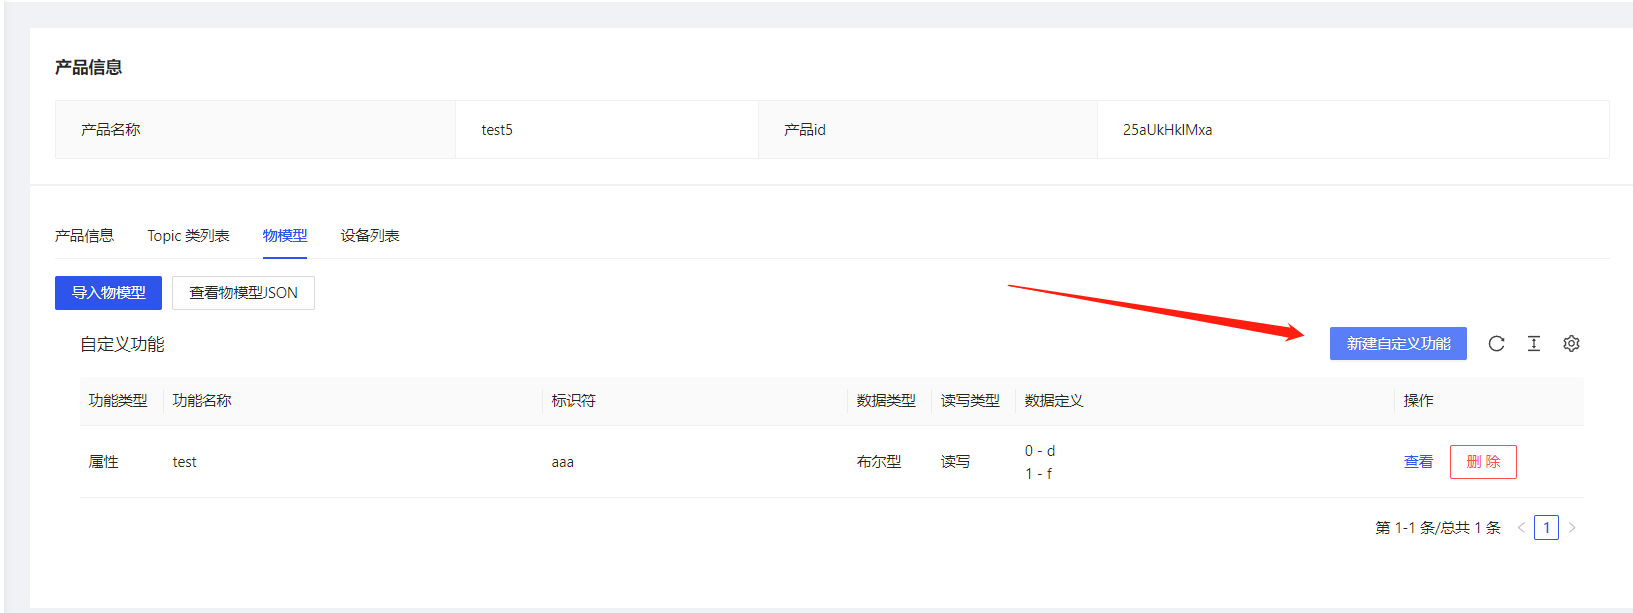 产品信息
产品名称 test5 产品id 25aUkHklMxa
产品信息 Topic 类列表 物模型 设备列表
导入物模型 查看物模型JSON
自定义功能 新建自定义功能
功能类型 功能名称 标识符 数据类型 读写类型 数据定义 操作
属性 test aaa 布尔型 读写 0 - d 查看 删 除
1 - f
第 1-1 条/总共 1 条 < 1 >